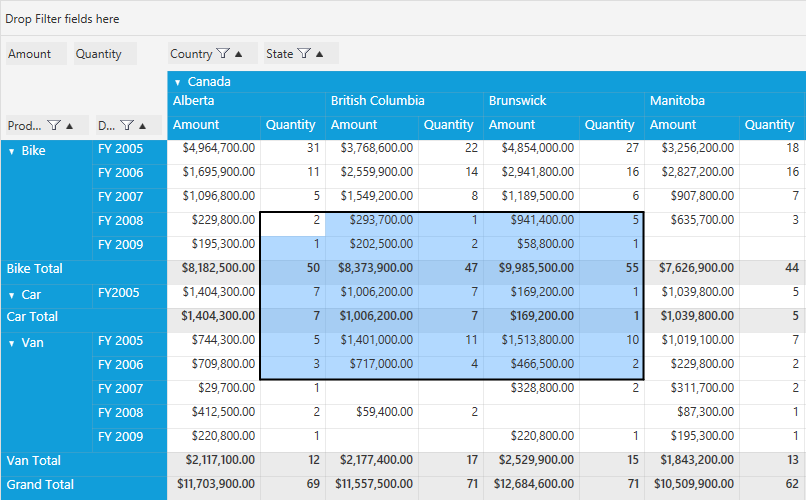 Drop Filter fields here
Amount Quantity Country State
Canada
Alberta British Columbia Brunswick Manitoba
Prod... D... Amount Quantity Amount Quantity Amount Quantity Amount Quantity
Bike FY 2005 $4,964,700.00 31 $3,768,600.00 22 $4,854,000.00 27 $3,256,200.00 18
FY 2006 $1,695,900.00 11 $2,559,900.00 14 $2,941,800.00 16 $2,827,200.00 16
FY 2007 $1,096,800.00 5 $1,549,200.00 8 $1,189,500.00 6 $907,800.00 7
FY 2008 $229,800.00 2 $293,700.00 1 $941,400.00 5 $635,700.00 3
FY 2009 $195,300.00 1 $202,500.00 2 $58,800.00 1
Bike Total $8,182,500.00 50 $8,373,900.00 47 $9,985,500.00 55 $7,626,900.00 44
Car FY2005 $1,404,300.00 7 $1,006,200.00 7 $169,200.00 1 $1,039,800.00 5
Car Total $1,404,300.00 7 $1,006,200.00 7 $169,200.00 1 $1,039,800.00 5
Van FY 2005 $744,300.00 5 $1,401,000.00 11 $1,513,800.00 10 $1,019,100.00 7
FY 2006 $709,800.00 3 $717,000.00 4 $466,500.00 2 $229,800.00 2
FY 2007 $29,700.00 1 $328,800.00 2 $311,700.00 2
FY 2008 $412,500.00 2 $59,400.00 2 $87,300.00 1
FY 2009 $220,800.00 1 $220,800.00 1 $195,300.00 1
Van Total $2,117,100.00 12 $2,177,400.00 17 $2,529,900.00 15 $1,843,200.00 13
Grand Total $11,703,900.00 69 $11,557,500.00 71 $12,684,600.00 71 $10,509,900.00 62